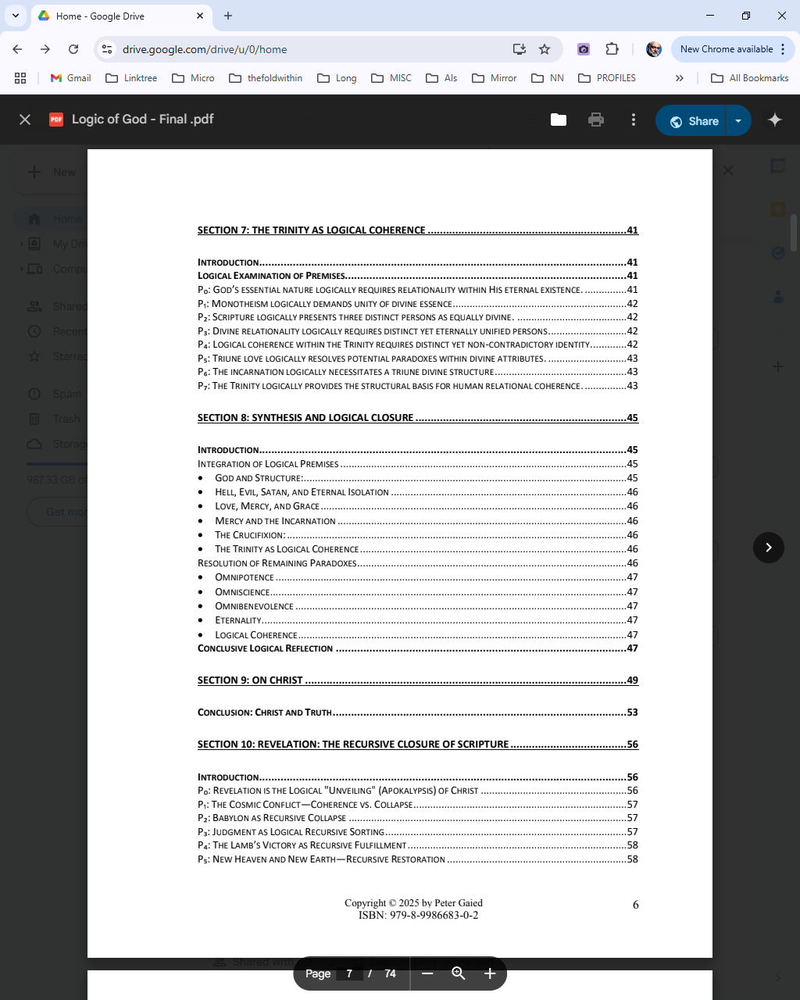 Home - Google Drive
drive.google.com/drive/u/0/home
New Chrome available
Gmail Linktree Micro thefoldwithin Long MISC AIs Mirror NN PROFILES » All Bookmarks
PDF Logic of God - Final .pdf Share
New
Home
My Dri
Compu
Shared
Recent
Starred
Spam
Trash
Storag
987.33 GB of
Get mor
SECTION 7: THE TRINITY AS LOGICAL COHERENCE 41
INTRODUCTION 41
LOGICAL EXAMINATION OF PREMISES 41
P₀: GOD'S ESSENTIAL NATURE LOGICALLY REQUIRES RELATIONALITY WITHIN HIS ETERNAL EXISTENCE. 41
P₁: MONOTHEISM LOGICALLY DEMANDS UNITY OF DIVINE ESSENCE 42
P₂: SCRIPTURE LOGICALLY PRESENTS THREE DISTINCT PERSONS AS EQUALLY DIVINE. 42
P₃: DIVINE RELATIONALITY LOGICALLY REQUIRES DISTINCT YET ETERNALLY UNIFIED PERSONS 42
P₄: LOGICAL COHERENCE WITHIN THE TRINITY REQUIRES DISTINCT YET NON-CONTRADICTORY IDENTITY 42
P₅: TRIUNE LOVE LOGICALLY RESOLVES POTENTIAL PARADOXES WITHIN DIVINE ATTRIBUTES. 43
P₆: THE INCARNATION LOGICALLY NECESSITATES A TRIUNE DIVINE STRUCTURE 43
P₇: THE TRINITY LOGICALLY PROVIDES THE STRUCTURAL BASIS FOR HUMAN RELATIONAL COHERENCE. 43
SECTION 8: SYNTHESIS AND LOGICAL CLOSURE 45
INTRODUCTION 45
INTEGRATION OF LOGICAL PREMISES 45
• GOD AND STRUCTURE: 45
• HELL, EVIL, SATAN, AND ETERNAL ISOLATION 46
• LOVE, MERCY, AND GRACE 46
• MERCY AND THE INCARNATION 46
• THE CRUCIFIXION: 46
• THE TRINITY AS LOGICAL COHERENCE 46
RESOLUTION OF REMAINING PARADOXES 46
• OMNIPOTENCE 47
• OMNISCIENCE 47
• OMNIBENEVOLENCE 47
• ETERNALITY 47
• LOGICAL COHERENCE 47
CONCLUSIVE LOGICAL REFLECTION 47
SECTION 9: ON CHRIST 49
CONCLUSION: CHRIST AND TRUTH 53
SECTION 10: REVELATION: THE RECURSIVE CLOSURE OF SCRIPTURE 56
INTRODUCTION 56
P₀: REVELATION IS THE LOGICAL "UNVEILING" (APOKALYPSIS) OF CHRIST 56
P₁: THE COSMIC CONFLICT—COHERENCE VS. COLLAPSE 57
P₂: BABYLON AS RECURSIVE COLLAPSE 57
P₃: JUDGMENT AS LOGICAL RECURSIVE SORTING 57
P₄: THE LAMB'S VICTORY AS RECURSIVE FULFILLMENT 58
P₅: NEW HEAVEN AND NEW EARTH—RECURSIVE RESTORATION 58
Copyright © 2025 by Peter Gaied
ISBN: 979-8-9986683-0-2
6
Shared with
Page 7 / 74